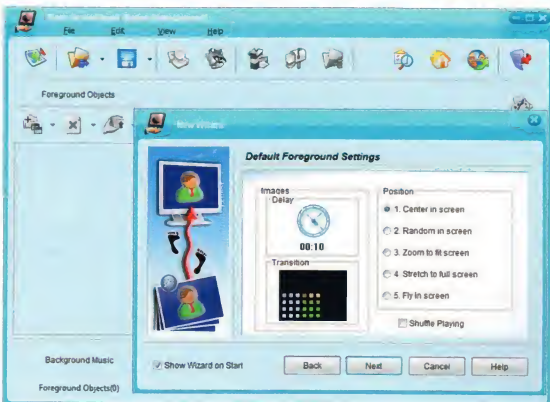 File Edit View Help
Foreground Objects
New Wizard
Default Foreground Settings
Images
Delay
00:10
Transition
Position
1. Center in screen
2. Random in screen
3. Zoom to fit screen
4. Stretch to full screen
5. Fly in screen
Shuffle Playing
Show Wizard on Start
Back Next Cancel Help
Background Music
Foreground Objects(0)